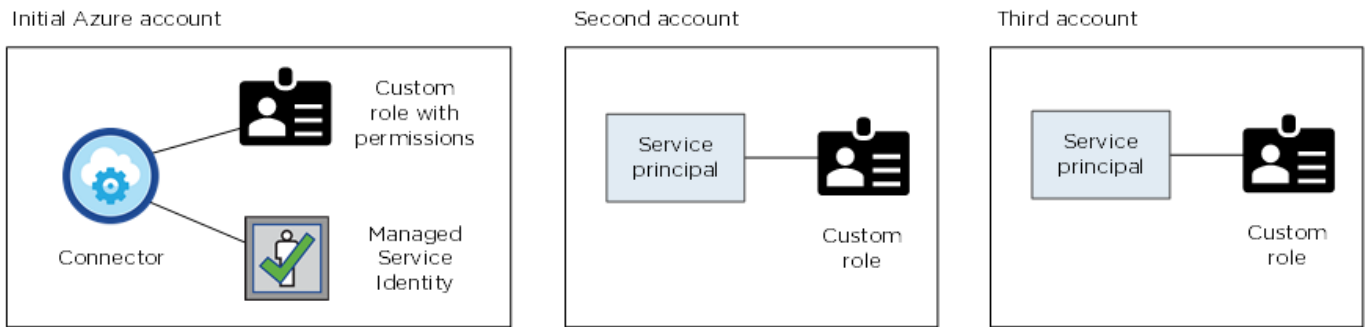 Initial Azure account
Second account
Third account
Custom
role with
permissions
Connector
Managed
Service
Identity
Service
principal
Custom
role
Service
principal
Custom
role